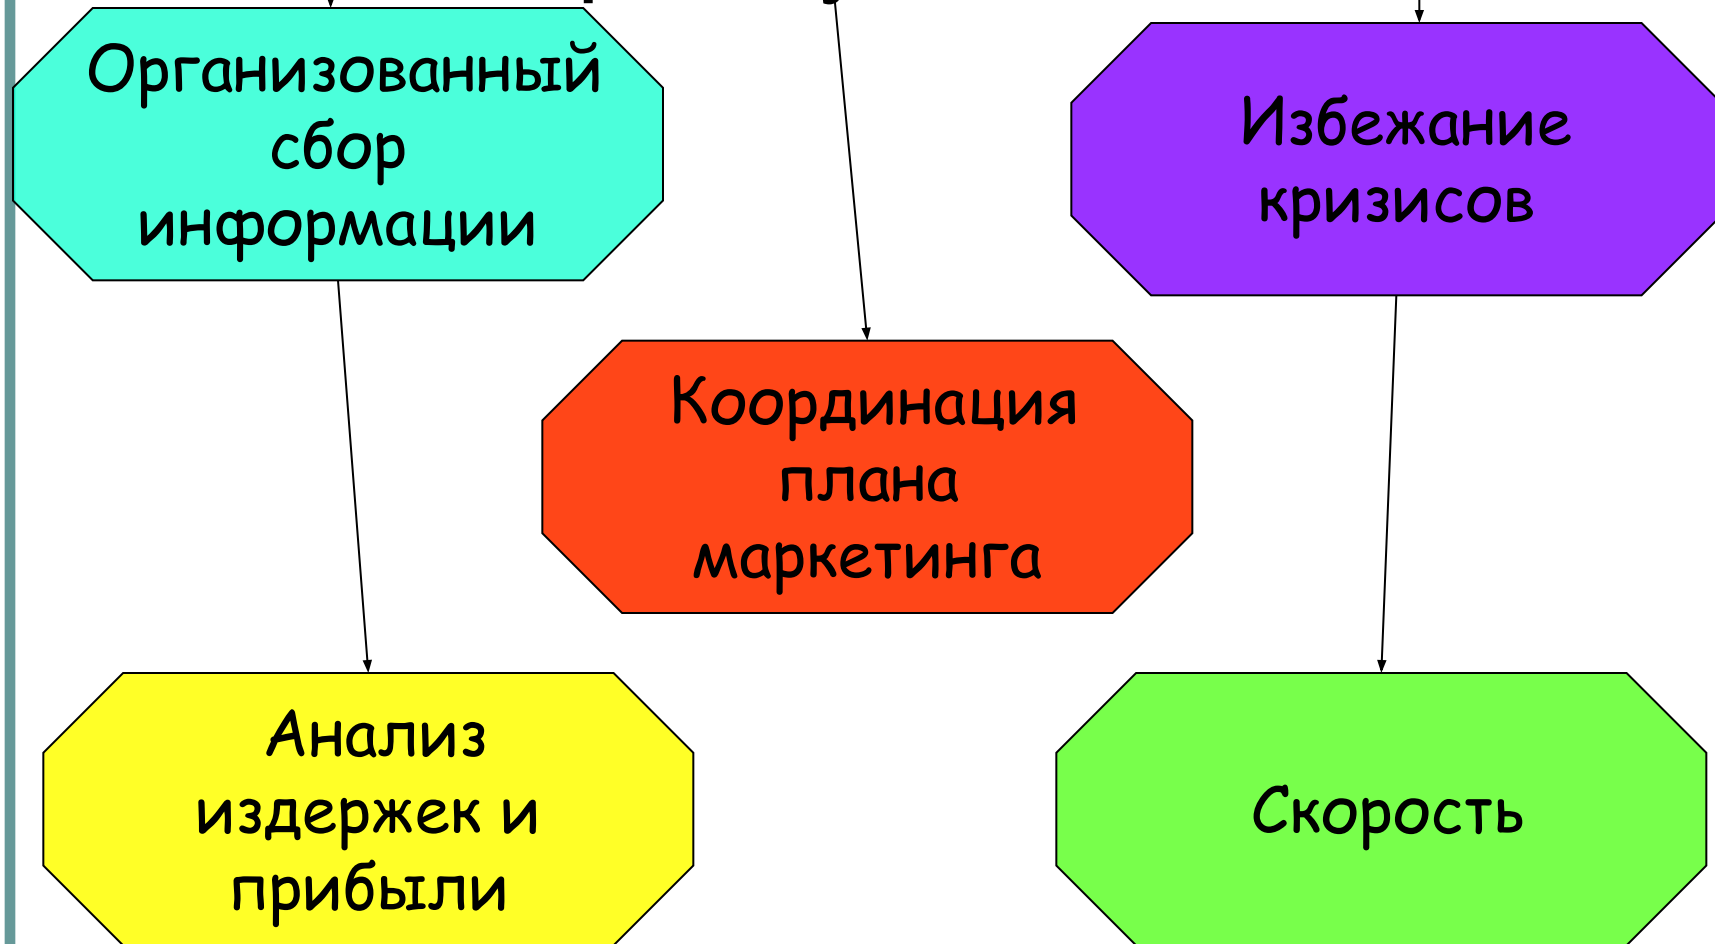 Организованный
сбор
информации
Избежание
кризисов
Координация
плана
маркетинга
Анализ
издержек и
прибыли
Скорость